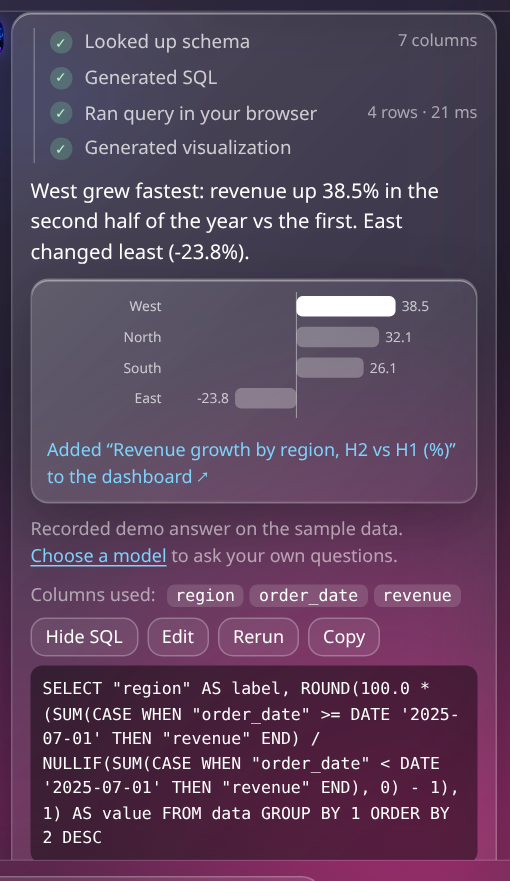 ✓ Looked up schema 7 columns
✓ Generated SQL
✓ Ran query in your browser 4 rows · 21 ms
✓ Generated visualization
West grew fastest: revenue up 38.5% in the
second half of the year vs the first. East
changed least (-23.8%).
West 38.5
North 32.1
South 26.1
East -23.8
Added “Revenue growth by region, H2 vs H1 (%)”
to the dashboard ↗
Recorded demo answer on the sample data.
Choose a model to ask your own questions.
Columns used: region order_date revenue
Hide SQL Edit Rerun Copy
SELECT "region" AS label, ROUND(100.0 *
(SUM(CASE WHEN "order_date" >= DATE '2025-
07-01' THEN "revenue" END) /
NULLIF(SUM(CASE WHEN "order_date" < DATE
'2025-07-01' THEN "revenue" END), 0) - 1),
1) AS value FROM data GROUP BY 1 ORDER BY
2 DESC